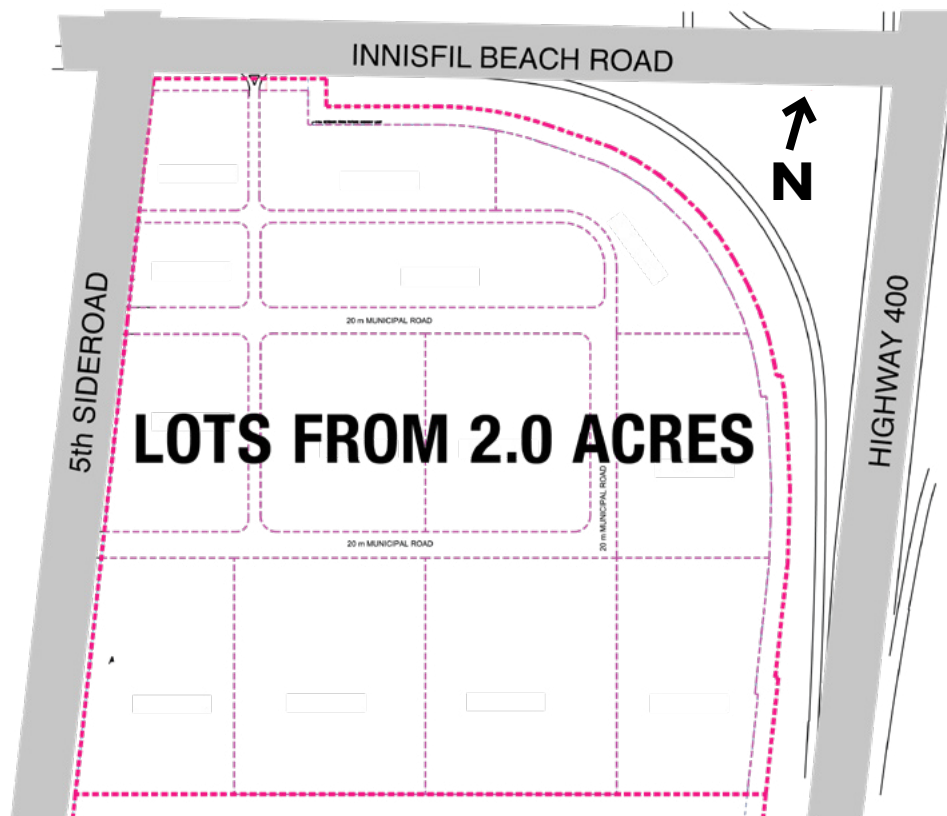 INNISFIL BEACH ROAD
N
5th SIDEROAD
HIGHWAY 400
20 m MUNICIPAL ROAD
LOTS FROM 2.0 ACRES
20 m MUNICIPAL ROAD
20 m MUNICIPAL ROAD